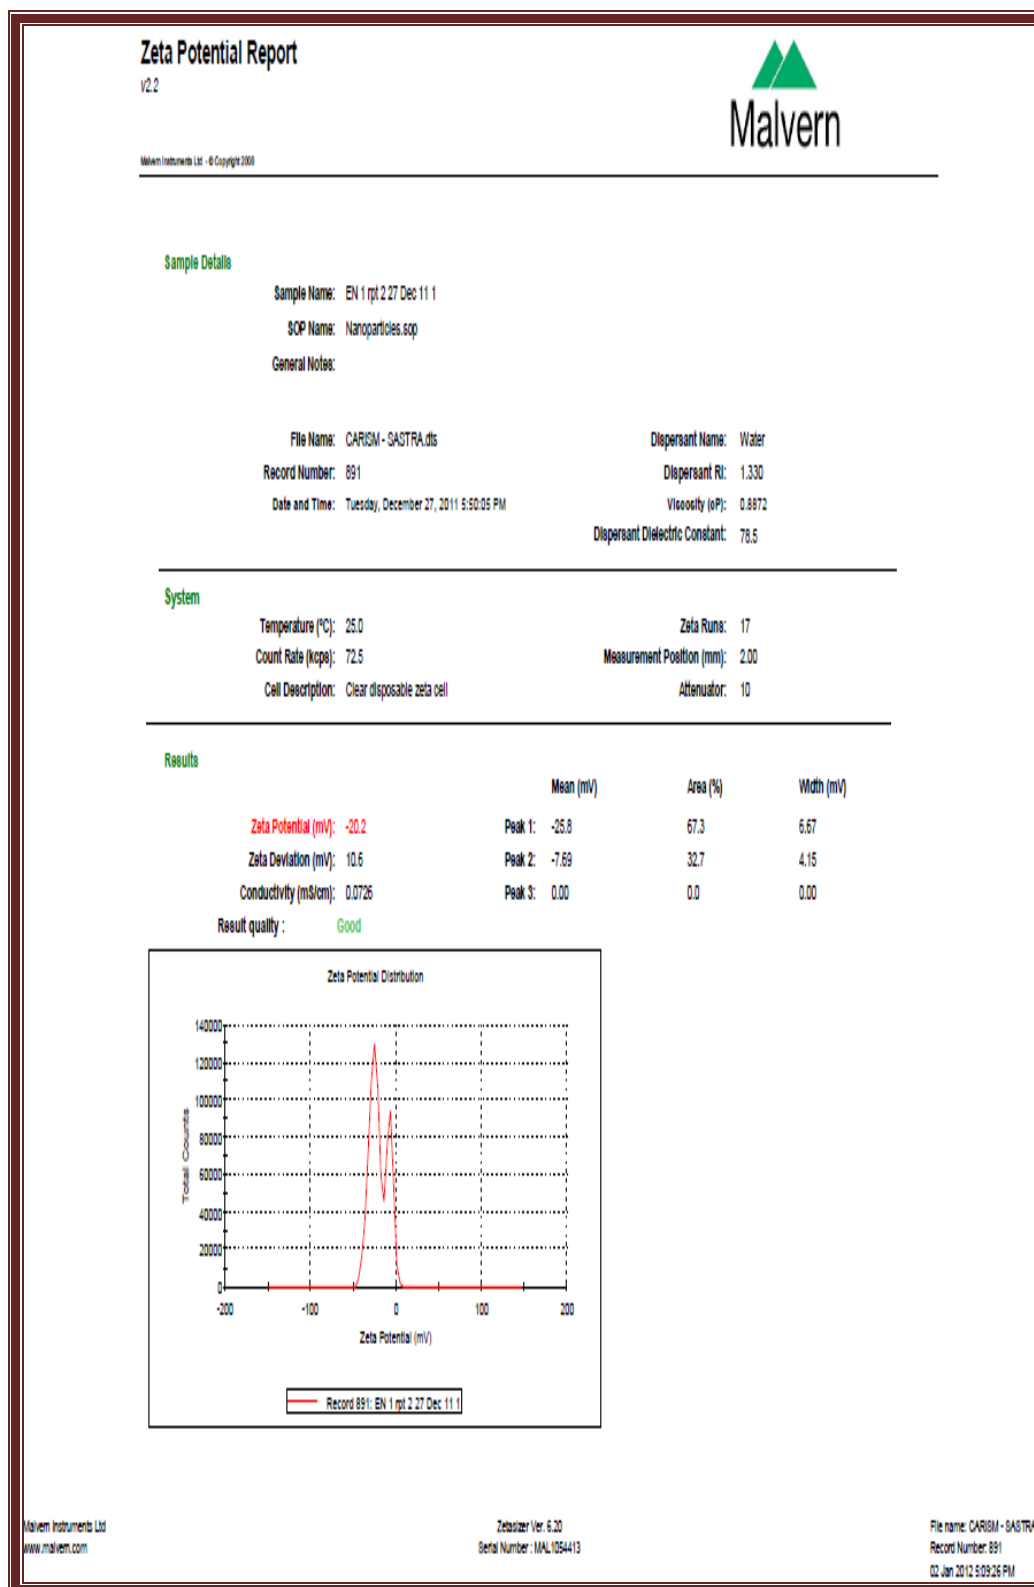 Zeta Potential Report
v2.2
Malvern
Malvern Instruments Ltd - © Copyright 2008
Sample Details
Sample Name: EN 1 rpt 2 27 Dec 11 1
SOP Name: Nanoparticles.sop
General Notes:
File Name: CARISM - SASTRA.dts Dispersant Name: Water
Record Number: 891 Dispersant RI: 1.330
Date and Time: Tuesday, December 27, 2011 5:50:05 PM Viscosity (cP): 0.8872
Dispersant Dielectric Constant: 78.5
System
Temperature (°C): 25.0 Zeta Runs: 17
Count Rate (kcps): 72.5 Measurement Position (mm): 2.00
Cell Description: Clear disposable zeta cell Attenuator: 10
Results
Mean (mV) Area (%) Width (mV)
Zeta Potential (mV): -20.2 Peak 1: -25.8 67.3 6.67
Zeta Deviation (mV): 10.6 Peak 2: -7.69 32.7 4.15
Conductivity (mS/cm): 0.0726 Peak 3: 0.00 0.0 0.00
Result quality : Good
Zeta Potential Distribution
140000
120000
100000
80000
60000
40000
20000
0
Total Counts
-200 -100 0 100 200
Zeta Potential (mV)
Record 891: EN 1 rpt 2 27 Dec 11 1
Malvern Instruments Ltd Zetasizer Ver. 6.20 File name: CARISM - SASTRA
www.malvern.com Serial Number : MAL1054413 Record Number: 891
02 Jan 2012 5:09:26 PM